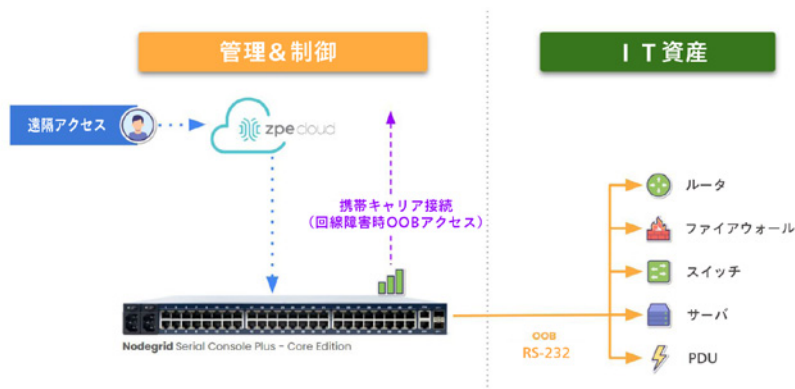 管理&制御
ＩＴ資産
遠隔アクセス
zpe cloud
携帯キャリア接続
(回線障害時OOBアクセス)
Nodegrid Serial Console Plus - Core Edition
OOB
RS-232
ルータ
ファイアウォール
スイッチ
サーバ
PDU